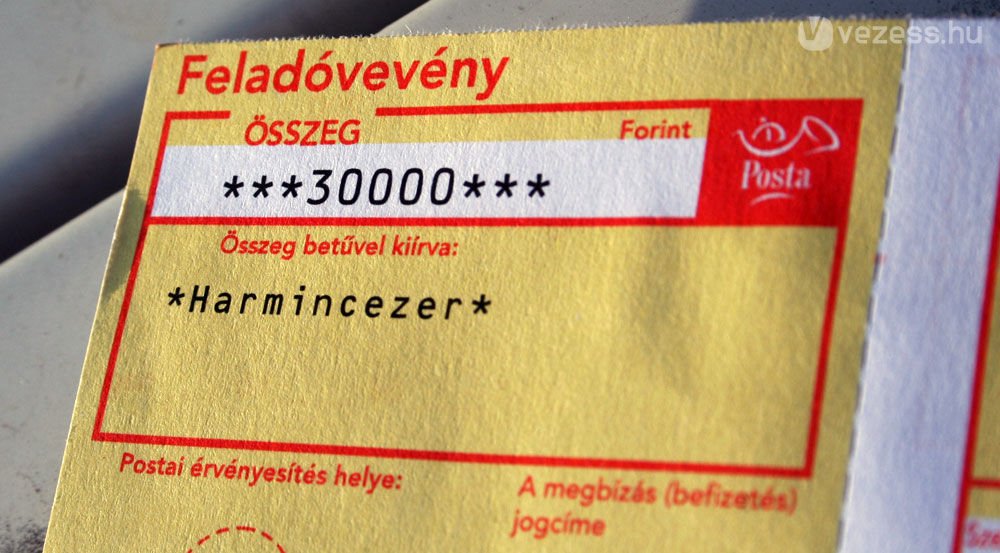 vezess.hu
Feladóvevény
ÖSSZEG
Forint
***30000***
Posta
Összeg betűvel kiírva:
*Harmincezer*
Postai érvényesítés helye:
A megbízás (befizetés)
jogcíme